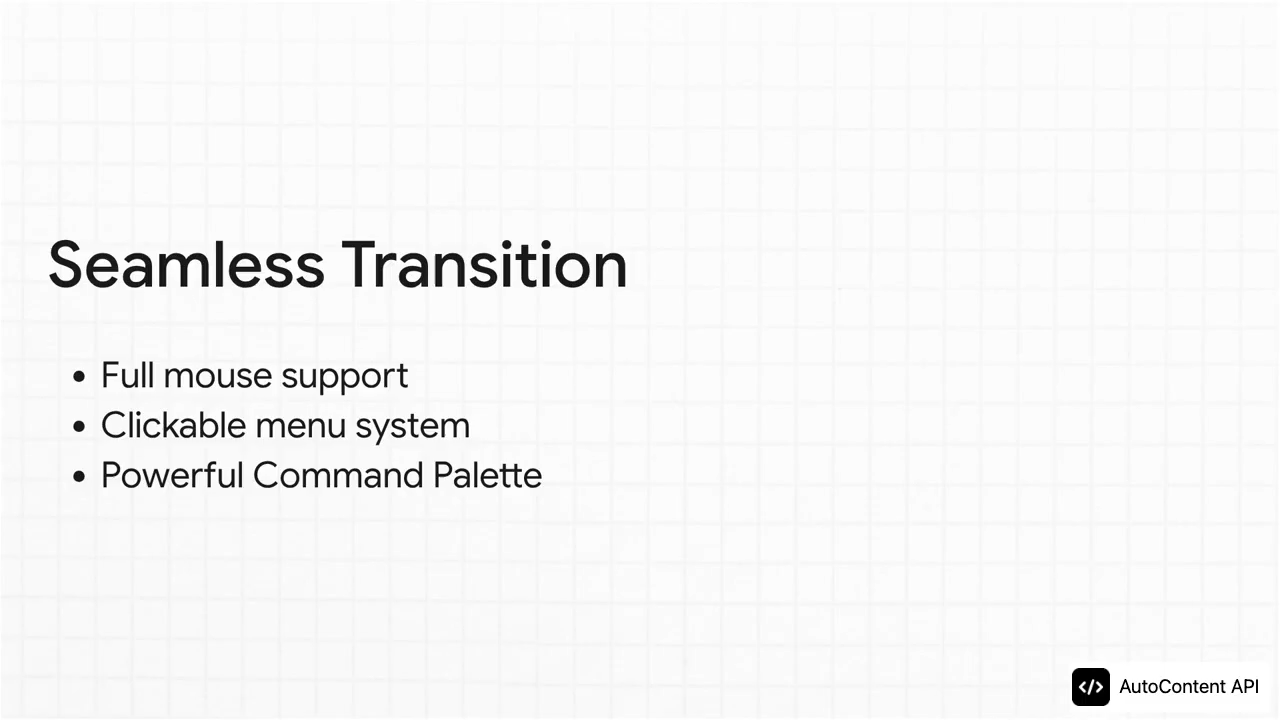 Seamless Transition
• Full mouse support
• Clickable menu system
• Powerful Command Palette
</> AutoContent API